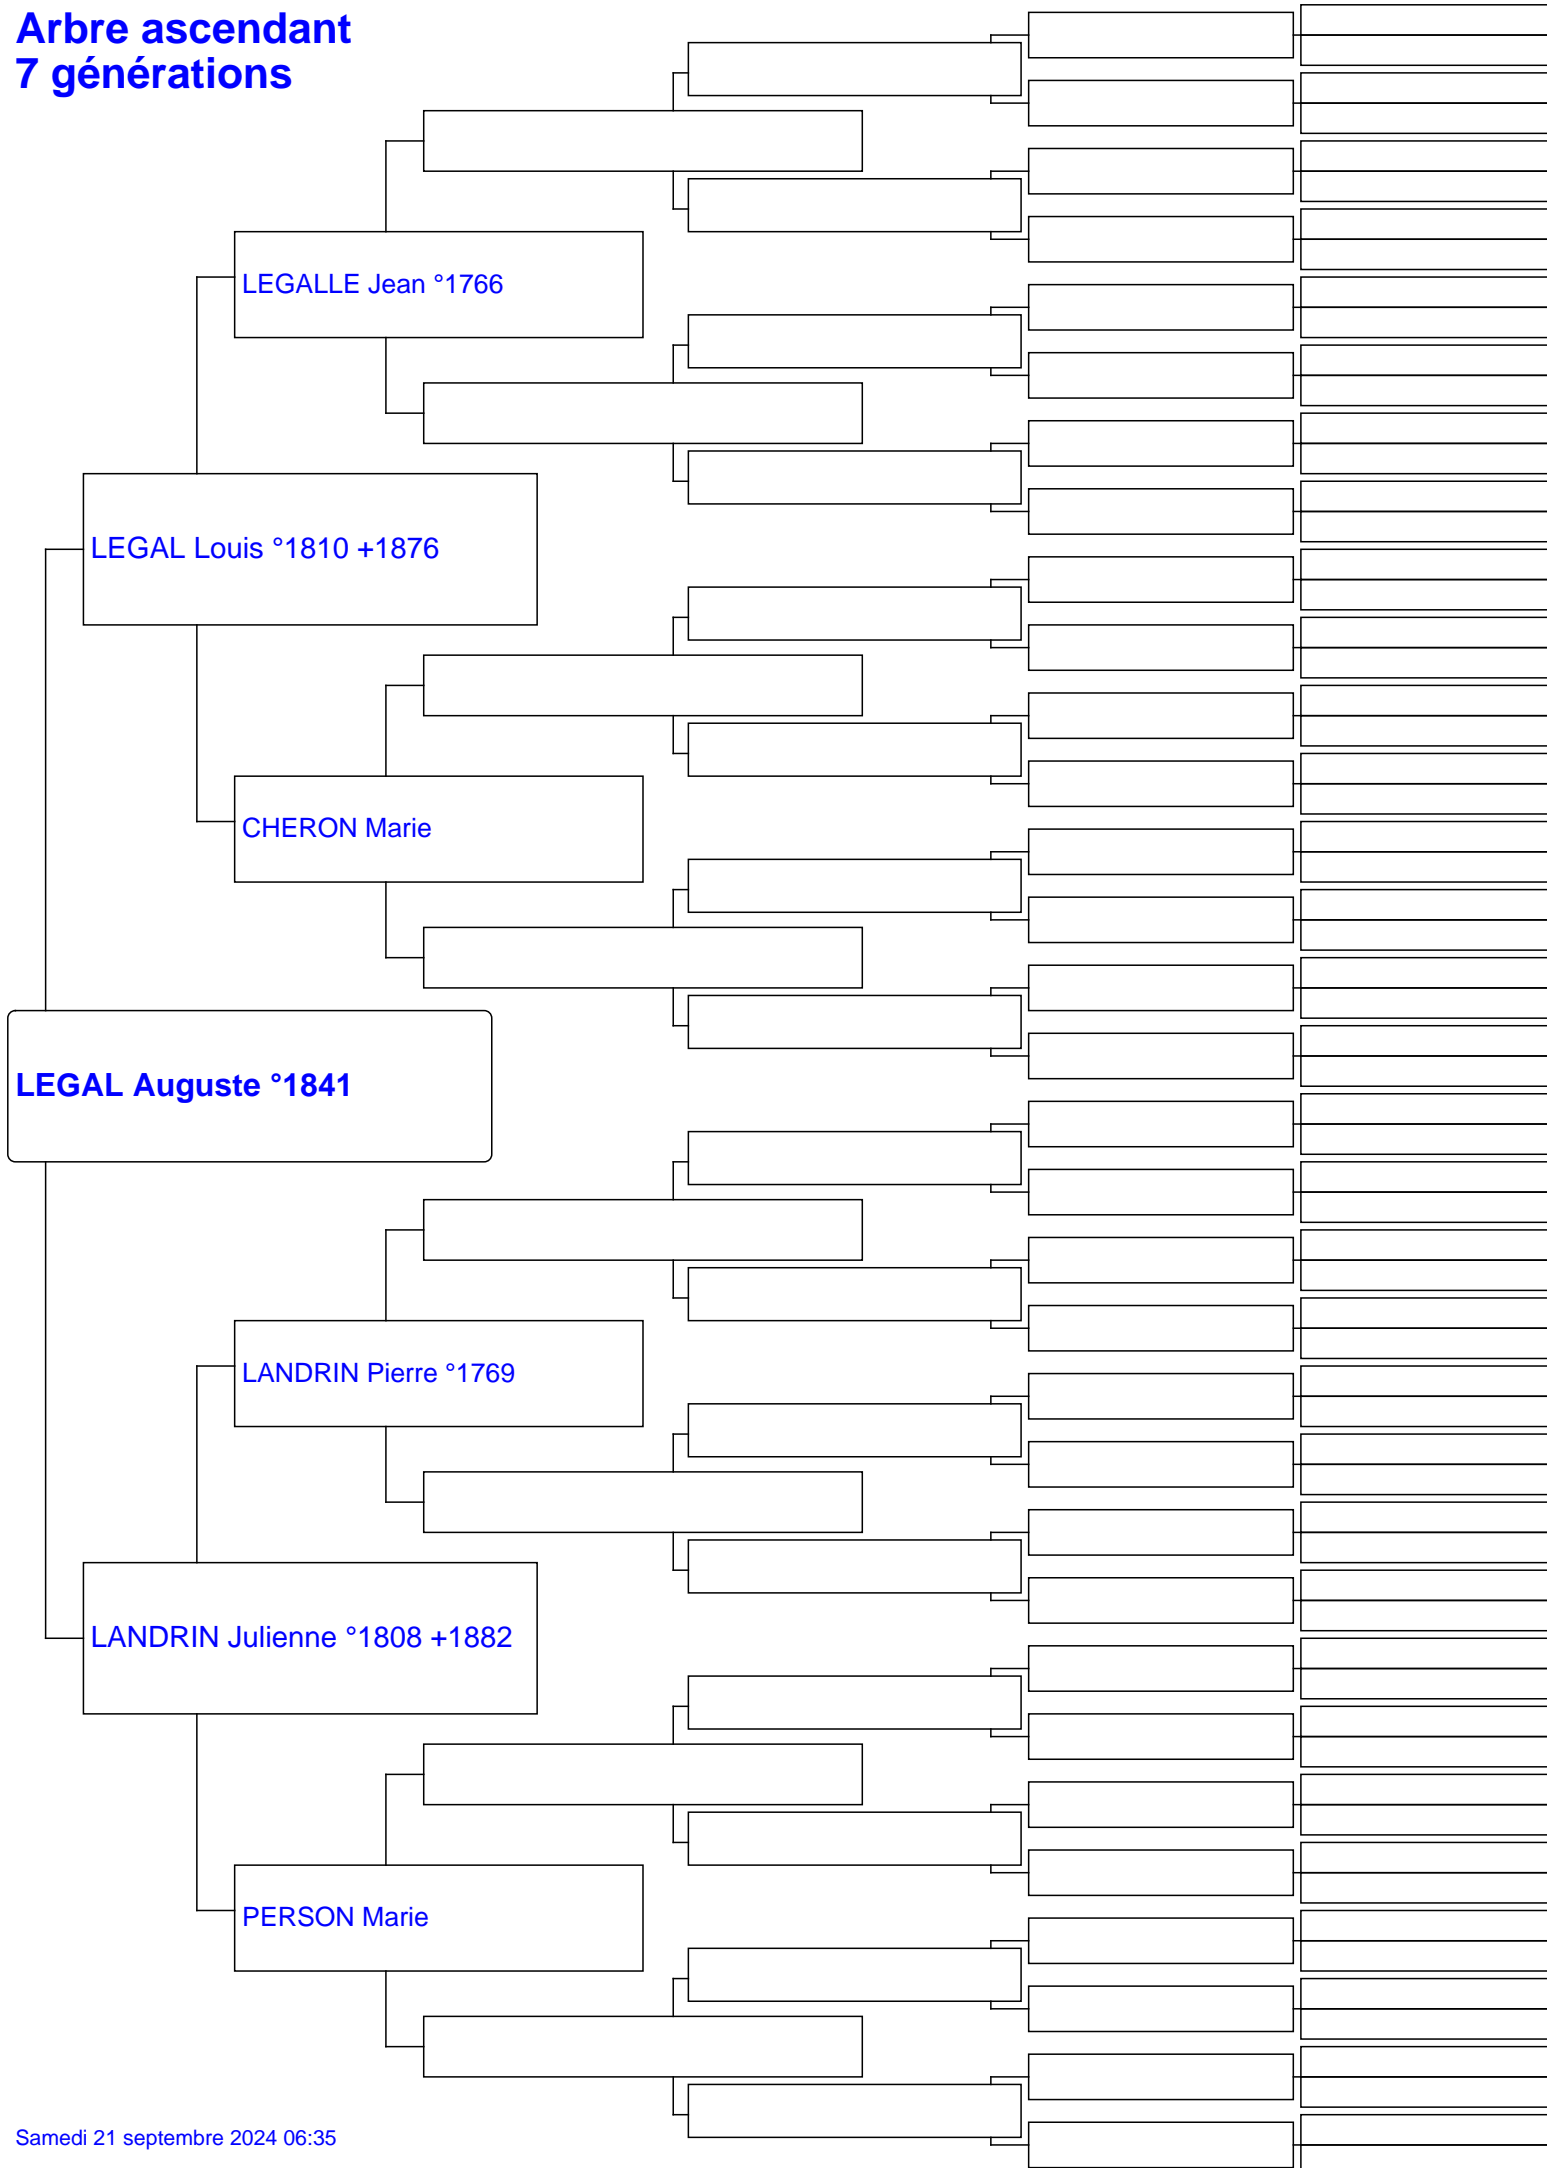 Arbre ascendant
7 générations
LEGALLE Jean °1766
LEGAL Louis °1810 +1876
CHERON Marie
LEGAL Auguste °1841
LANDRIN Pierre °1769
LANDRIN Julienne °1808 +1882
PERSON Marie
Samedi 21 septembre 2024 06:35